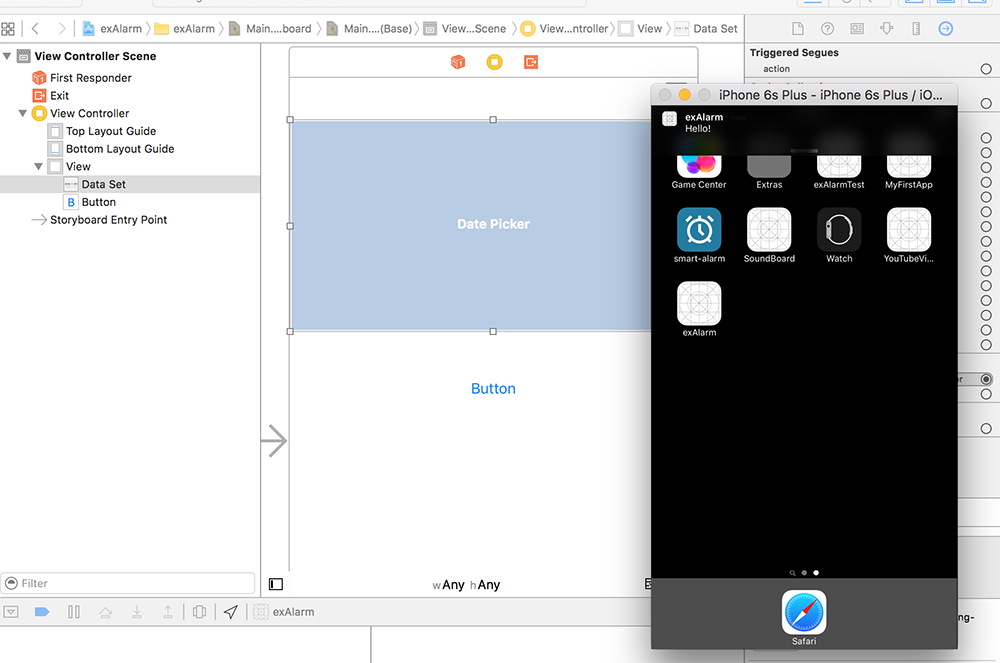 exAlarm
exAlarm
Main....board
Main....(Base)
View...Scene
View...ntroller
View
Data Set
View Controller Scene
First Responder
Exit
View Controller
Top Layout Guide
Bottom Layout Guide
View
Data Set
B Button
Storyboard Entry Point
Filter
Date Picker
Button
wAny hAny
exAlarm
Triggered Segues
action
iPhone 6s Plus - iPhone 6s Plus / iO...
exAlarm
Hello!
Game Center
Extras
exAlarmTest
MyFirstApp
smart-alarm
SoundBoard
Watch
YouTubeVi...
exAlarm
Safari
ng-